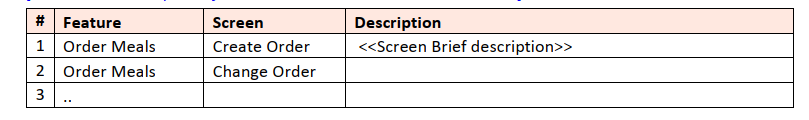 # Feature Screen Description
1 Order Meals Create Order <<Screen Brief description>>
2 Order Meals Change Order
3 ..